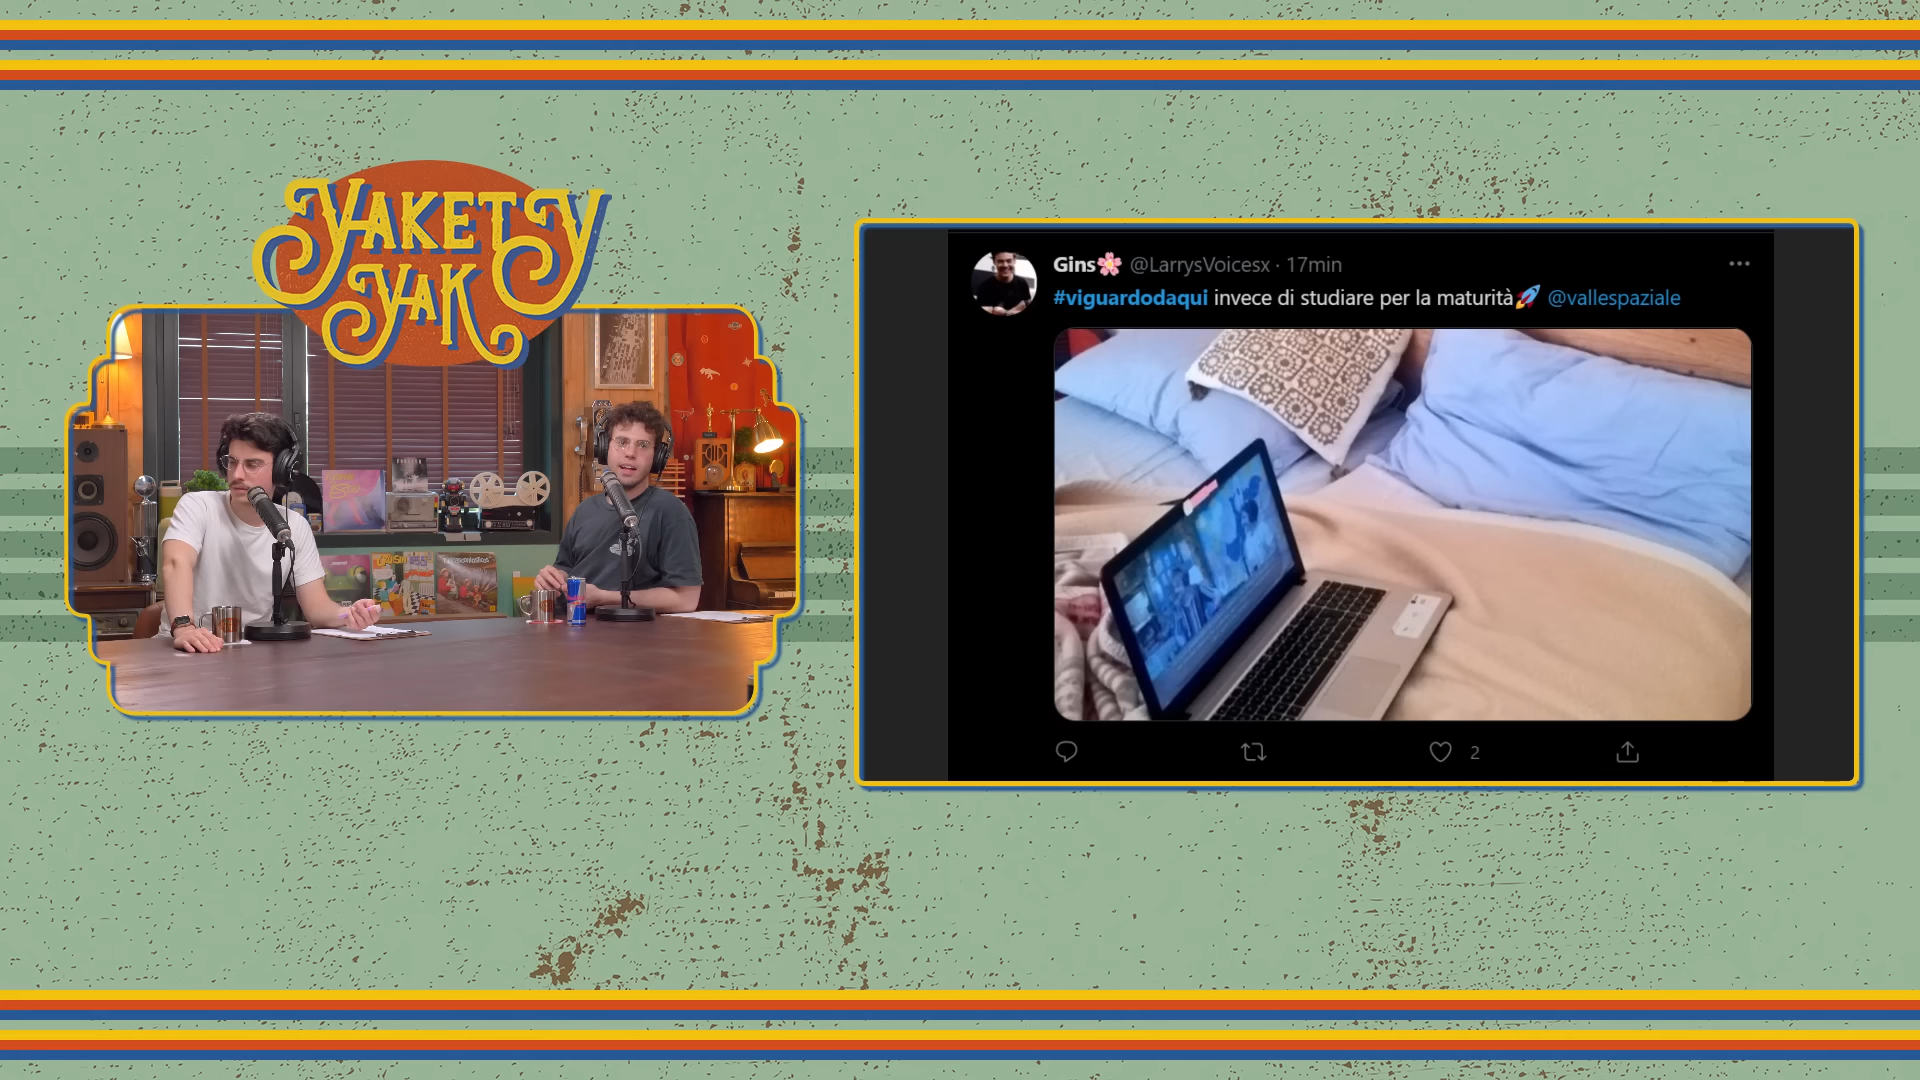 YAKETY
YAK
Gins🌸 @LarrysVoicesx · 17min
#viguardodaqui invece di studiare per la maturità🚀 @vallespaziale
2